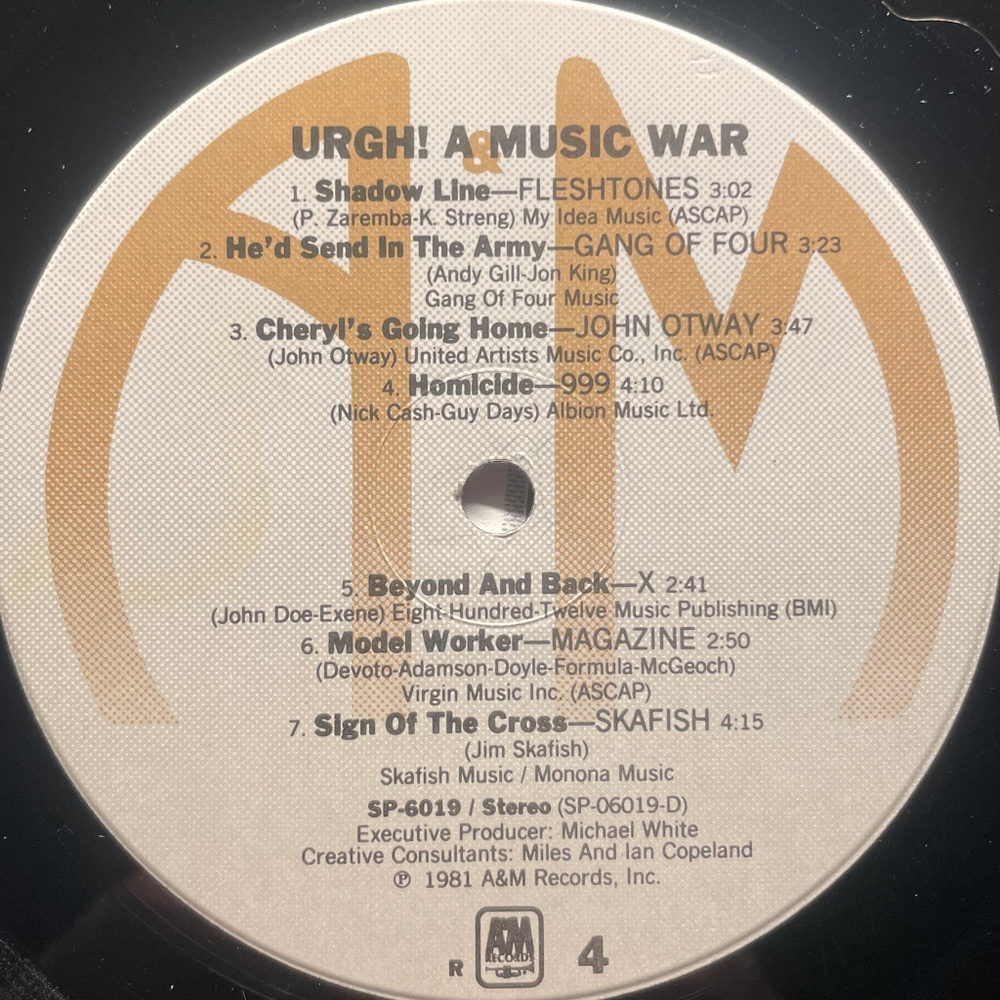 URGH! A MUSIC WAR
&
1. Shadow Line—FLESHTONES 3:02
(P. Zaremba-K. Streng) My Idea Music (ASCAP)
2. He'd Send In The Army—GANG OF FOUR 3:23
(Andy Gill-Jon King)
Gang Of Four Music
3. Cheryl's Going Home—JOHN OTWAY 3:47
(John Otway) United Artists Music Co., Inc. (ASCAP)
4. Homicide—999 4:10
(Nick Cash-Guy Days) Albion Music Ltd.
5. Beyond And Back—X 2:41
(John Doe-Exene) Eight-Hundred-Twelve Music Publishing (BMI)
6. Model Worker—MAGAZINE 2:50
(Devoto-Adamson-Doyle-Formula-McGeoch)
Virgin Music Inc. (ASCAP)
7. Sign Of The Cross—SKAFISH 4:15
(Jim Skafish)
Skafish Music / Monona Music
SP-6019 / Stereo (SP-06019-D)
Executive Producer: Michael White
Creative Consultants: Miles And Ian Copeland
℗ 1981 A&M Records, Inc.
R A&M RECORDS 4